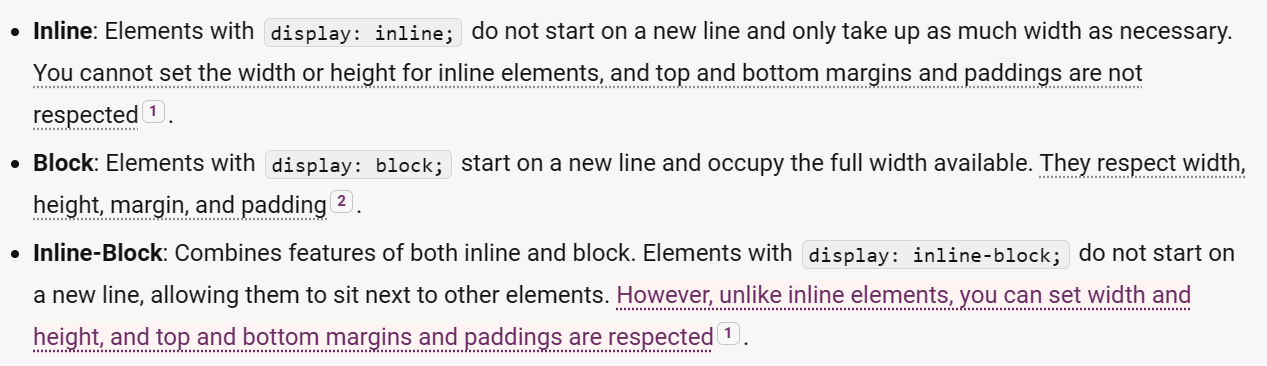 • Inline: Elements with display: inline; do not start on a new line and only take up as much width as necessary.
You cannot set the width or height for inline elements, and top and bottom margins and paddings are not
respected 1 .
• Block: Elements with display: block; start on a new line and occupy the full width available. They respect width,
height, margin, and padding 2 .
• Inline-Block: Combines features of both inline and block. Elements with display: inline-block; do not start on
a new line, allowing them to sit next to other elements. However, unlike inline elements, you can set width and
height, and top and bottom margins and paddings are respected 1 .